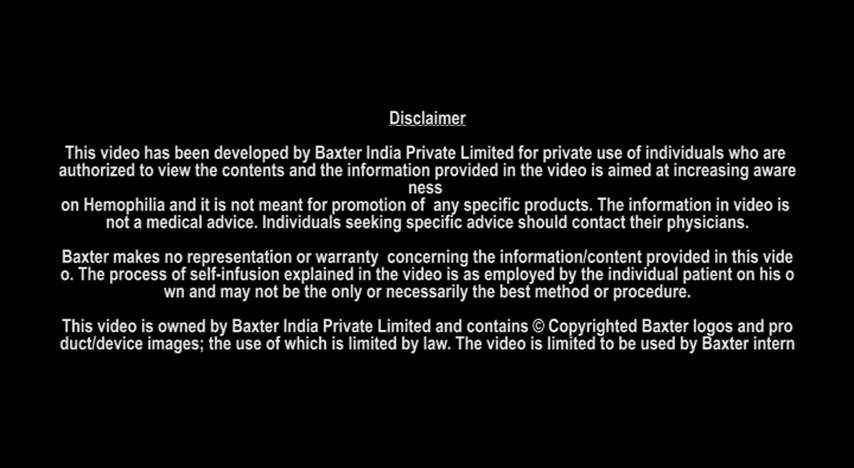 Disclaimer
This video has been developed by Baxter India Private Limited for private use of individuals who are
authorized to view the contents and the information provided in the video is aimed at increasing aware
ness
on Hemophilia and it is not meant for promotion of  any specific products. The information in video is
not a medical advice. Individuals seeking specific advice should contact their physicians.
Baxter makes no representation or warranty  concerning the information/content provided in this vide
o. The process of self-infusion explained in the video is as employed by the individual patient on his o
wn and may not be the only or necessarily the best method or procedure.
This video is owned by Baxter India Private Limited and contains © Copyrighted Baxter logos and pro
duct/device images; the use of which is limited by law. The video is limited to be used by Baxter intern